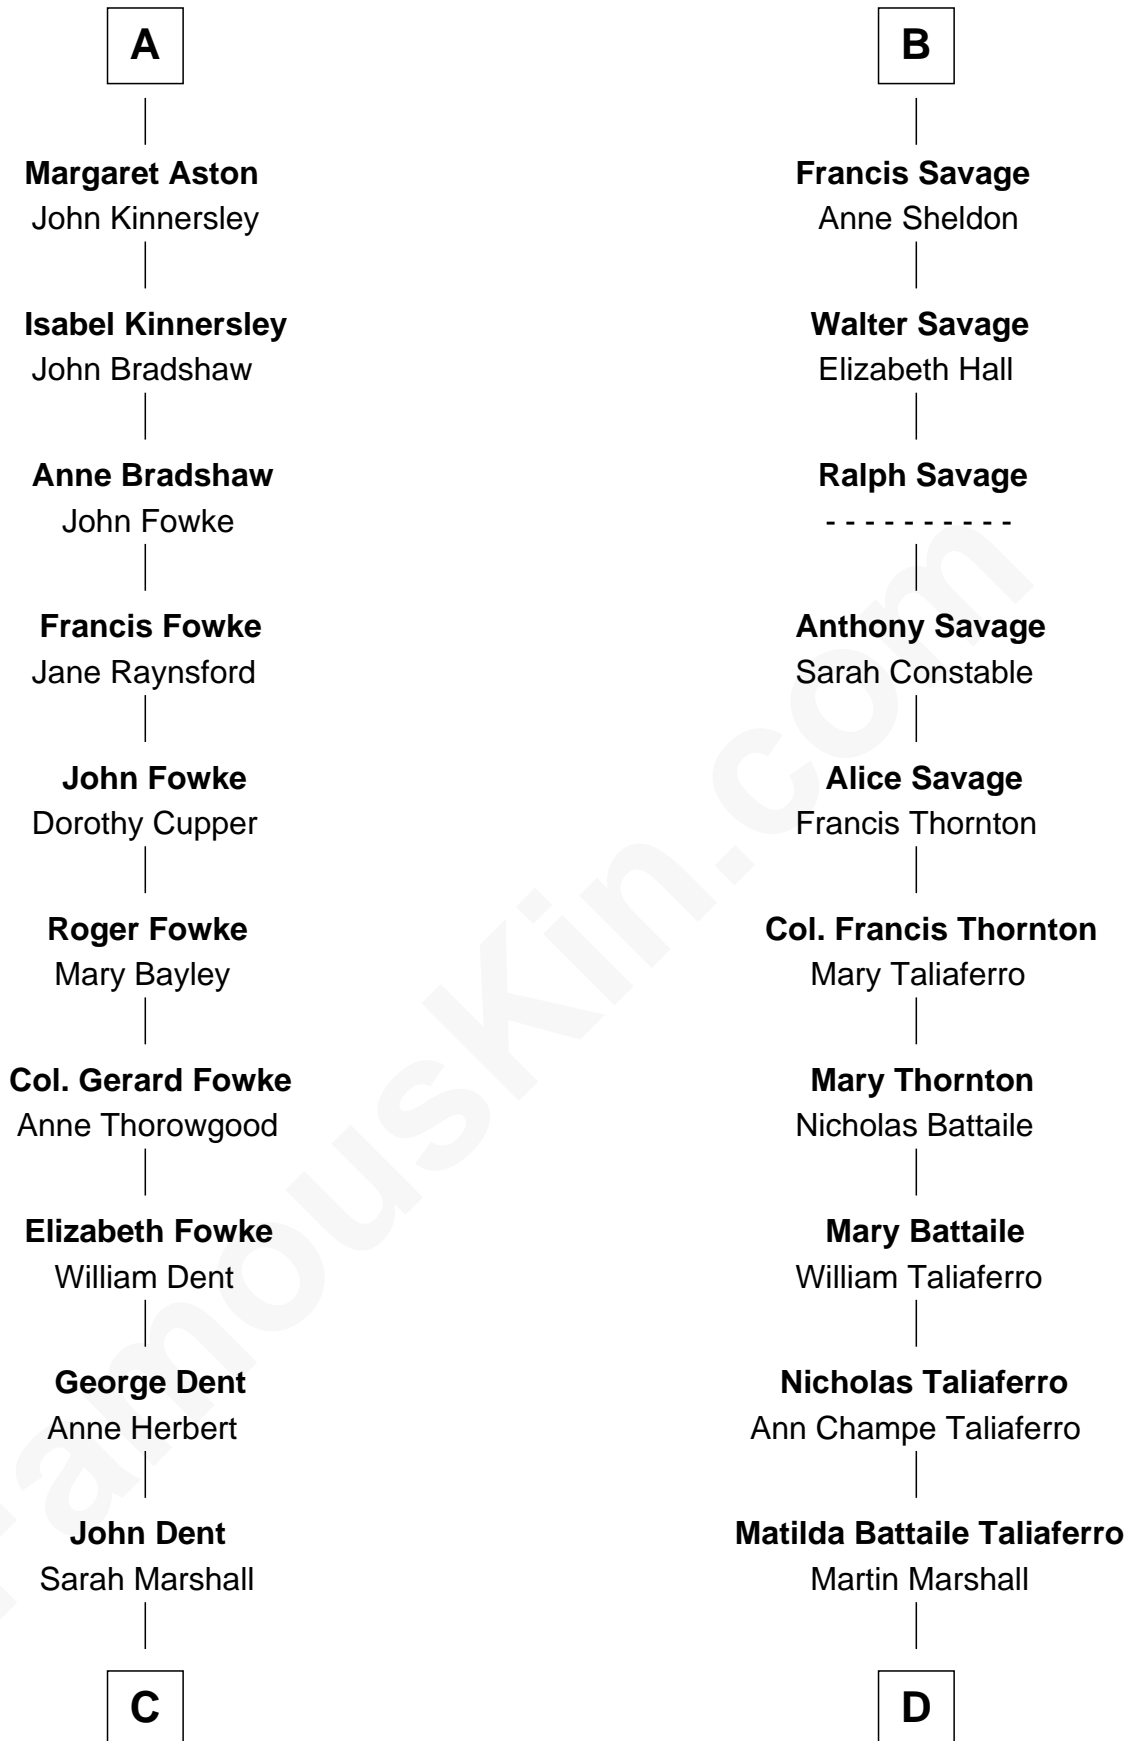 A
Margaret Aston
John Kinnersley
Isabel Kinnersley
John Bradshaw
Anne Bradshaw
John Fowke
Francis Fowke
Jane Raynsford
John Fowke
Dorothy Cupper
Roger Fowke
Mary Bayley
Col. Gerard Fowke
Anne Thorowgood
Elizabeth Fowke
William Dent
George Dent
Anne Herbert
John Dent
Sarah Marshall
C
B
Francis Savage
Anne Sheldon
Walter Savage
Elizabeth Hall
Ralph Savage
- - - - - - - - - -
Anthony Savage
Sarah Constable
Alice Savage
Francis Thornton
Col. Francis Thornton
Mary Taliaferro
Mary Thornton
Nicholas Battaile
Mary Battaile
William Taliaferro
Nicholas Taliaferro
Ann Champe Taliaferro
Matilda Battaile Taliaferro
Martin Marshall
D
FamousKin.com